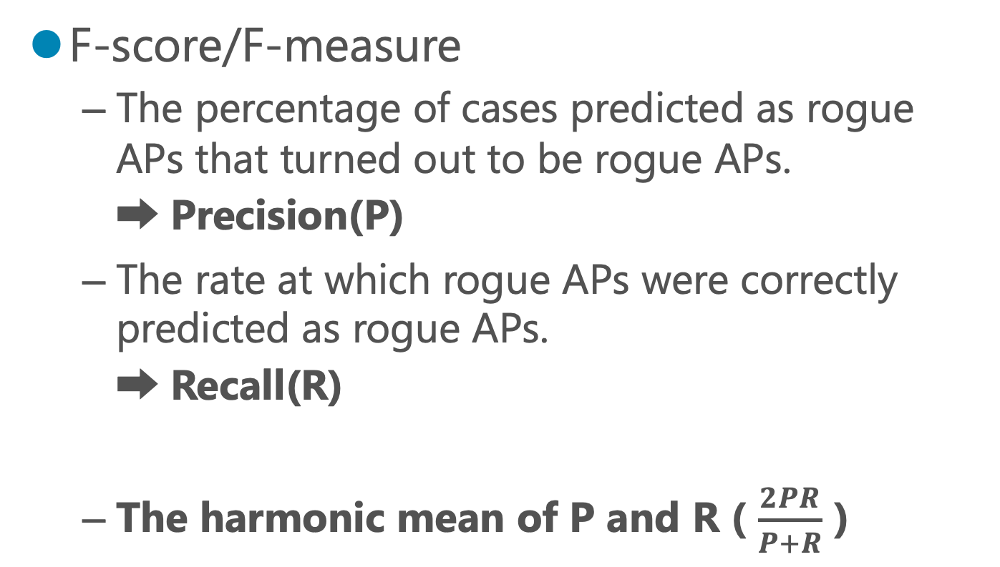 F-score/F-measure
– The percentage of cases predicted as rogue
APs that turned out to be rogue APs.
➡ Precision(P)
– The rate at which rogue APs were correctly
predicted as rogue APs.
➡ Recall(R)
– The harmonic mean of P and R ( 2PR / P+R )